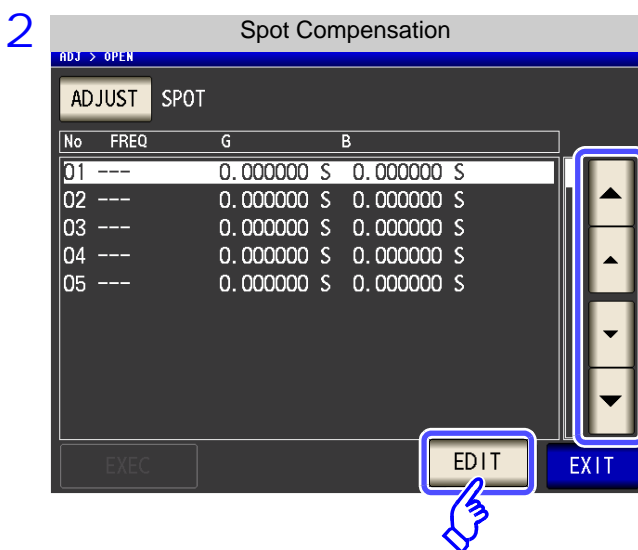 2
Spot Compensation
ADJ > OPEN
ADJUST SPOT
No FREQ G B
01 --- 0.000000 S 0.000000 S
02 --- 0.000000 S 0.000000 S
03 --- 0.000000 S 0.000000 S
04 --- 0.000000 S 0.000000 S
05 --- 0.000000 S 0.000000 S
EXEC EDIT EXIT